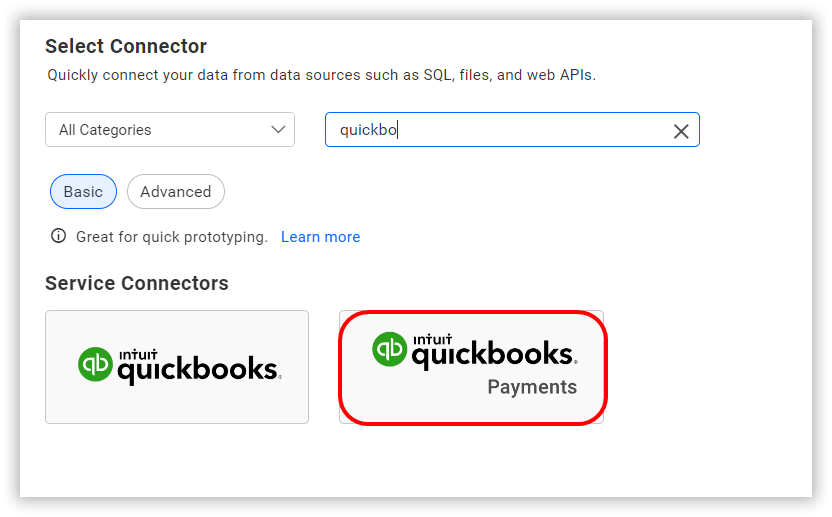 Select Connector
Quickly connect your data from data sources such as SQL, files, and web APIs.
All Categories
quickbo
Basic
Advanced
Great for quick prototyping. Learn more
Service Connectors
qb intuit quickbooks.
qb intuit quickbooks.
Payments